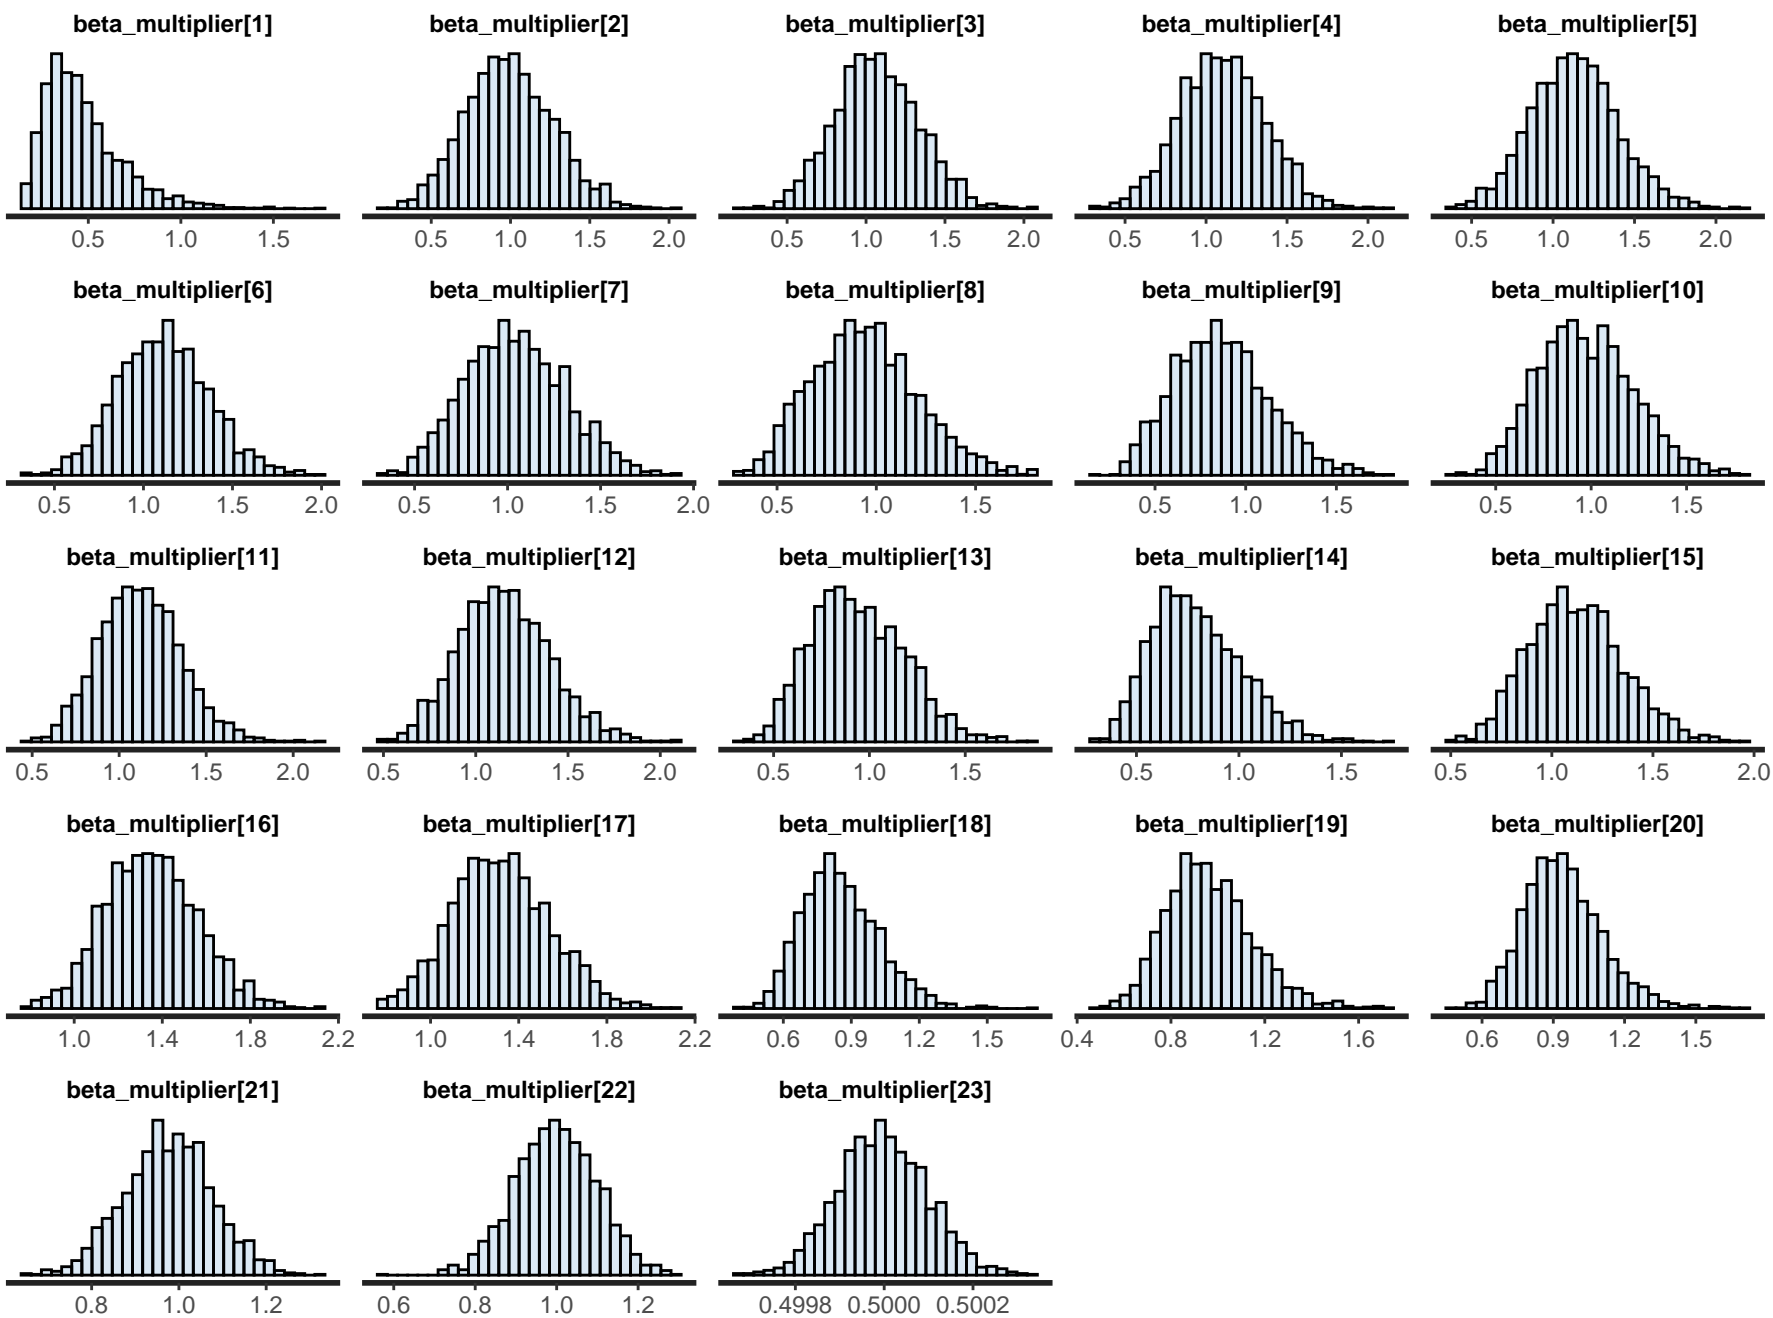 beta_multiplier[1] beta_multiplier[2] beta_multiplier[3] beta_multiplier[4] beta_multiplier[5]
0.5 1.0 1.5 0.5 1.0 1.5 2.0 0.5 1.0 1.5 2.0 0.5 1.0 1.5 2.0 0.5 1.0 1.5 2.0
beta_multiplier[6] beta_multiplier[7] beta_multiplier[8] beta_multiplier[9] beta_multiplier[10]
0.5 1.0 1.5 2.0 0.5 1.0 1.5 2.0 0.5 1.0 1.5 0.5 1.0 1.5 0.5 1.0 1.5
beta_multiplier[11] beta_multiplier[12] beta_multiplier[13] beta_multiplier[14] beta_multiplier[15]
0.5 1.0 1.5 2.0 0.5 1.0 1.5 2.0 0.5 1.0 1.5 0.5 1.0 1.5 0.5 1.0 1.5 2.0
beta_multiplier[16] beta_multiplier[17] beta_multiplier[18] beta_multiplier[19] beta_multiplier[20]
1.0 1.4 1.8 2.2 1.0 1.4 1.8 2.2 0.6 0.9 1.2 1.5 0.4 0.8 1.2 1.6 0.6 0.9 1.2 1.5
beta_multiplier[21] beta_multiplier[22] beta_multiplier[23]
0.8 1.0 1.2 0.6 0.8 1.0 1.2 0.4998 0.5000 0.5002